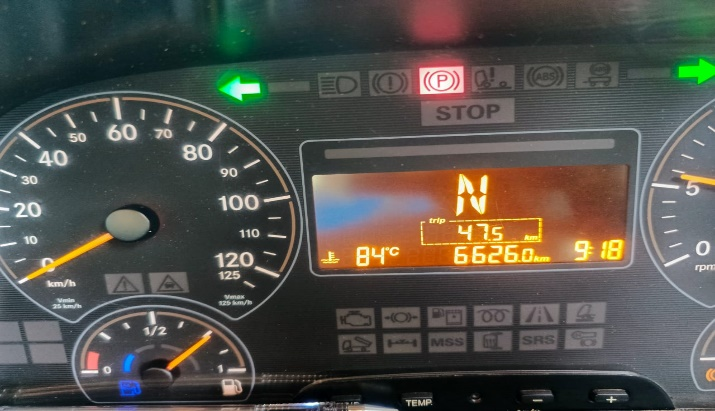 (P)
(ABS)
STOP
50 60 70
40 80
30 90
20 100
10 110
0 120
125
km/h
Vmin
25 km/h
Vmax
125 km/h
N
trip
47.5 km
84°C 6626.0 km 9:18
5
0
rpm
1/2
0 1
MSS SRS
TEMP.
- +